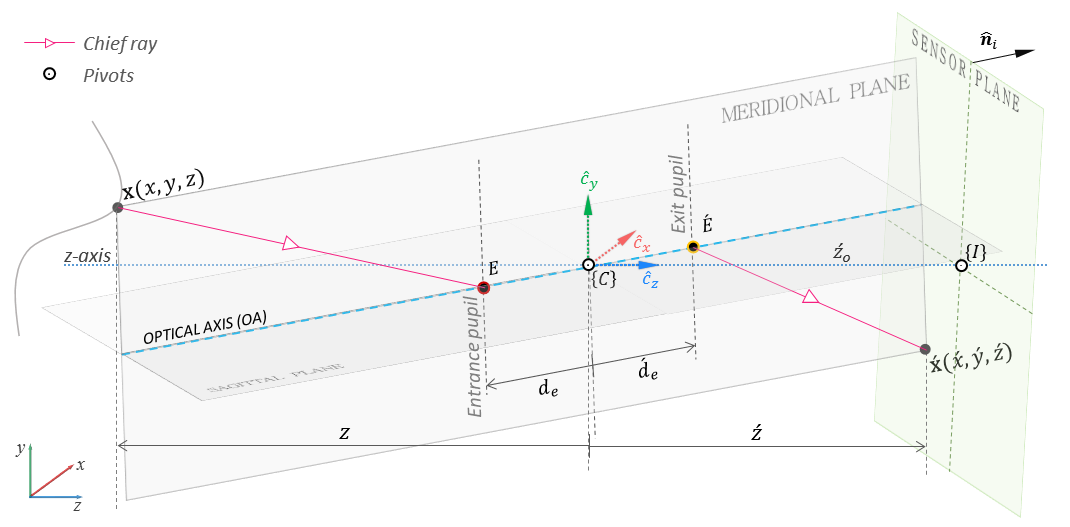 Chief ray
Pivots
SENSOR PLANE
n̂ᵢ
MERIDIONAL PLANE
x(x, y, z)
Exit pupil
ĉ_y
ĉ_x
É
z-axis
E
{C}
ĉ_z
ź_o
{I}
OPTICAL AXIS (OA)
Entrance pupil
SAGITTAL PLANE
d_e
d́_e
x́(x́, ý, ź)
z
ź
y
x
z